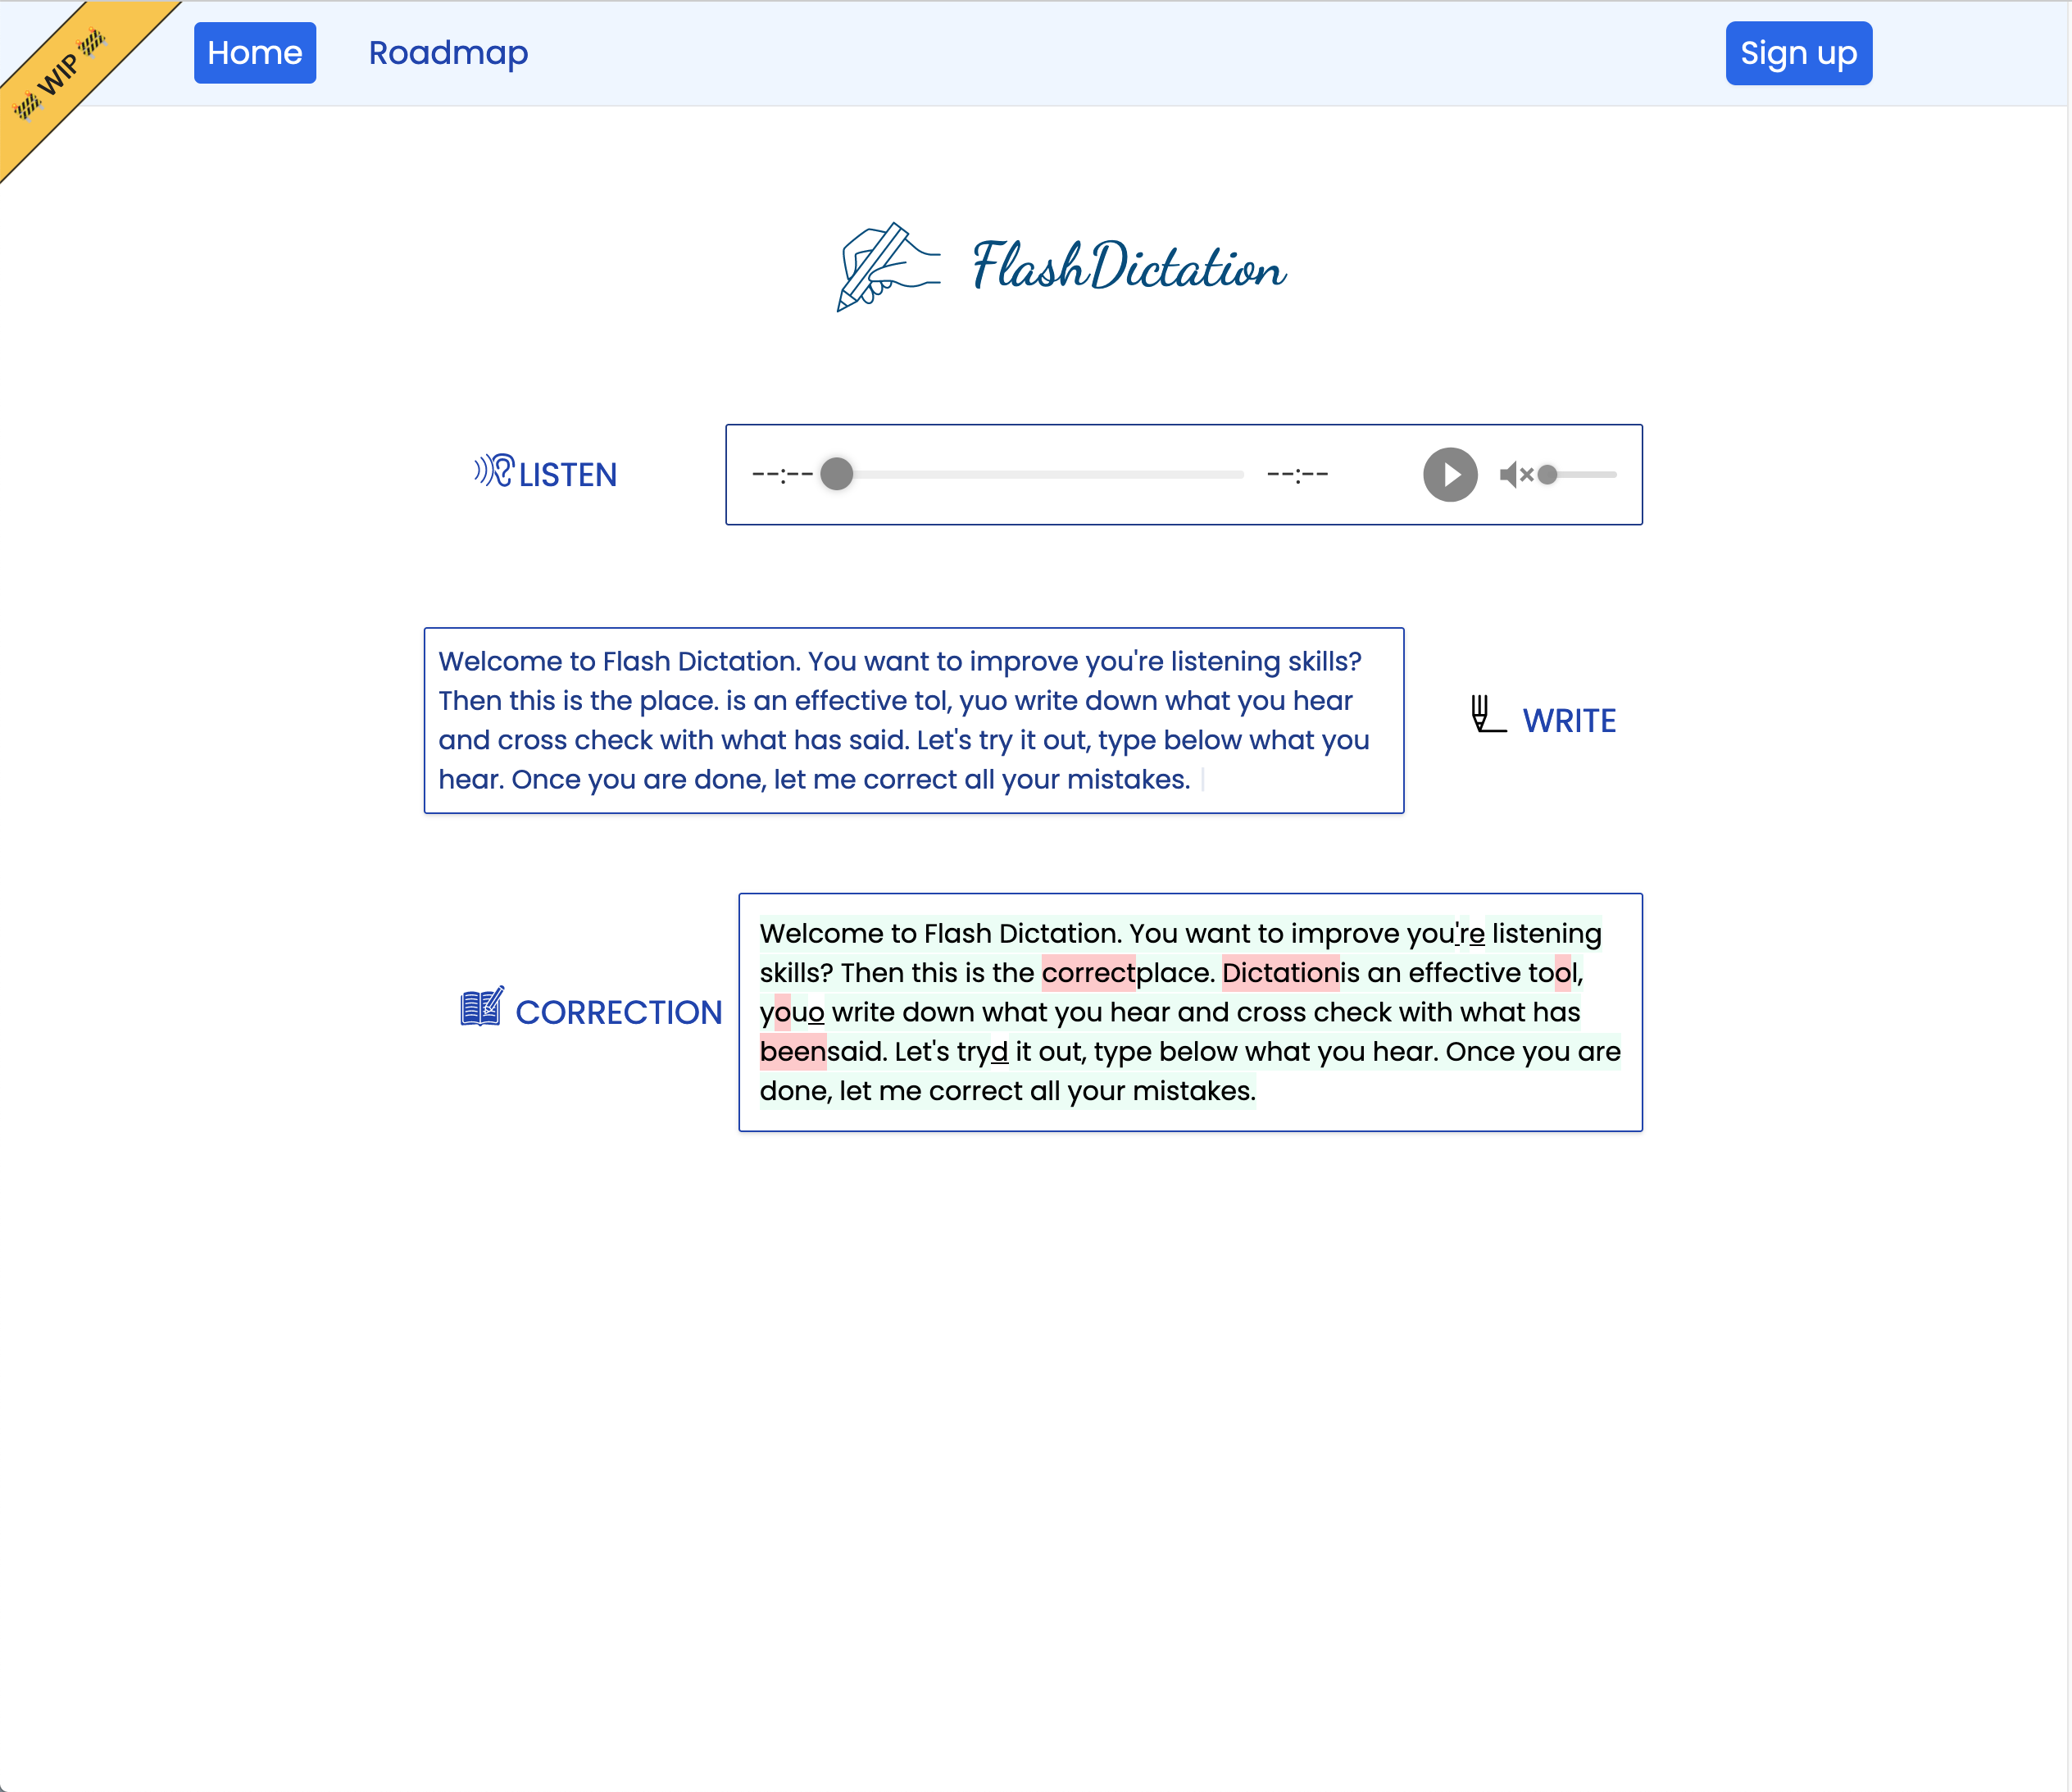 WIP
Home
Roadmap
Sign up
FlashDictation
LISTEN
--:--
--:--
Welcome to Flash Dictation. You want to improve you're listening skills?
Then this is the place. is an effective tol, yuo write down what you hear
and cross check with what has said. Let's try it out, type below what you
hear. Once you are done, let me correct all your mistakes.
WRITE
CORRECTION
Welcome to Flash Dictation. You want to improve you're listening
skills? Then this is the correctplace. Dictationis an effective tool,
youo write down what you hear and cross check with what has
beensaid. Let's tryd it out, type below what you hear. Once you are
done, let me correct all your mistakes.